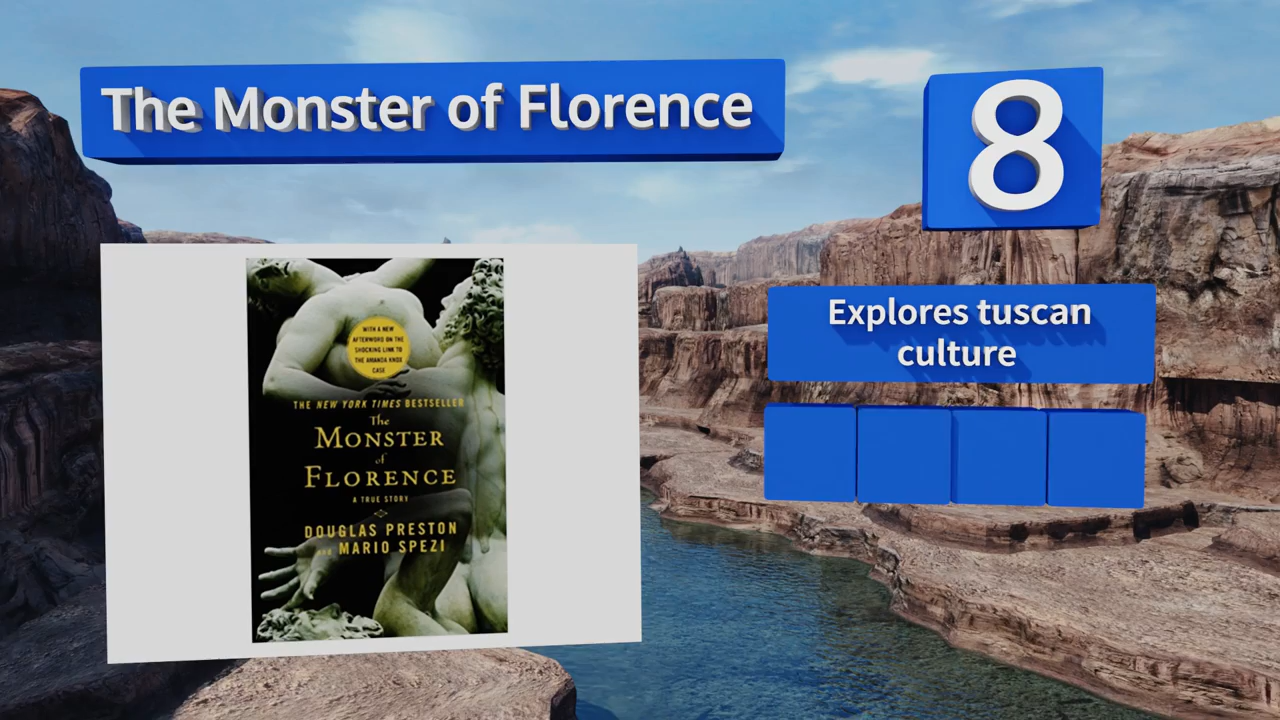 The Monster of Florence
8
Explores tuscan
culture
WITH A NEW
AFTERWORD ON THE
SHOCKING LINK TO
THE AMANDA KNOX
CASE
THE NEW YORK TIMES BESTSELLER
The
MONSTER
of
FLORENCE
A TRUE STORY
DOUGLAS PRESTON
AND MARIO SPEZI